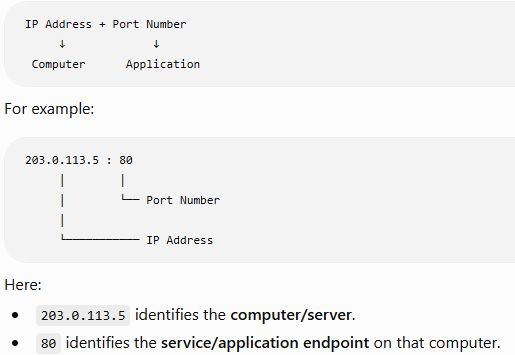 IP Address + Port Number
↓ ↓
Computer Application
For example:
203.0.113.5 : 80
│ │
│ └── Port Number
│
└─────────── IP Address
Here:
• 203.0.113.5 identifies the computer/server.
• 80 identifies the service/application endpoint on that computer.